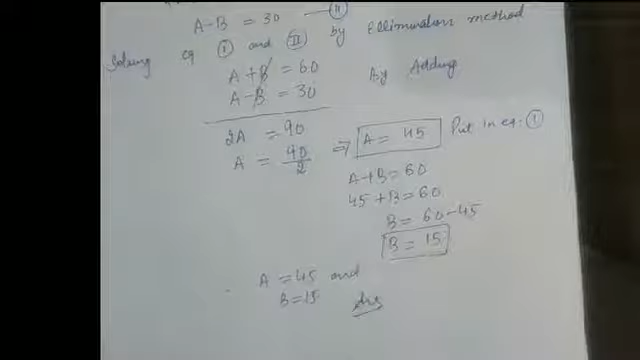 A-B = 30 —— II
Solving eq I and II by Ellimination method
A+B = 60 By Adding
A-B = 30
2A = 90
A = 90/2 ⇒ A = 45 Put in eq: I
A+B=60
45+B=60
B = 60-45
B = 15
A = 45 and
B=15 Ans